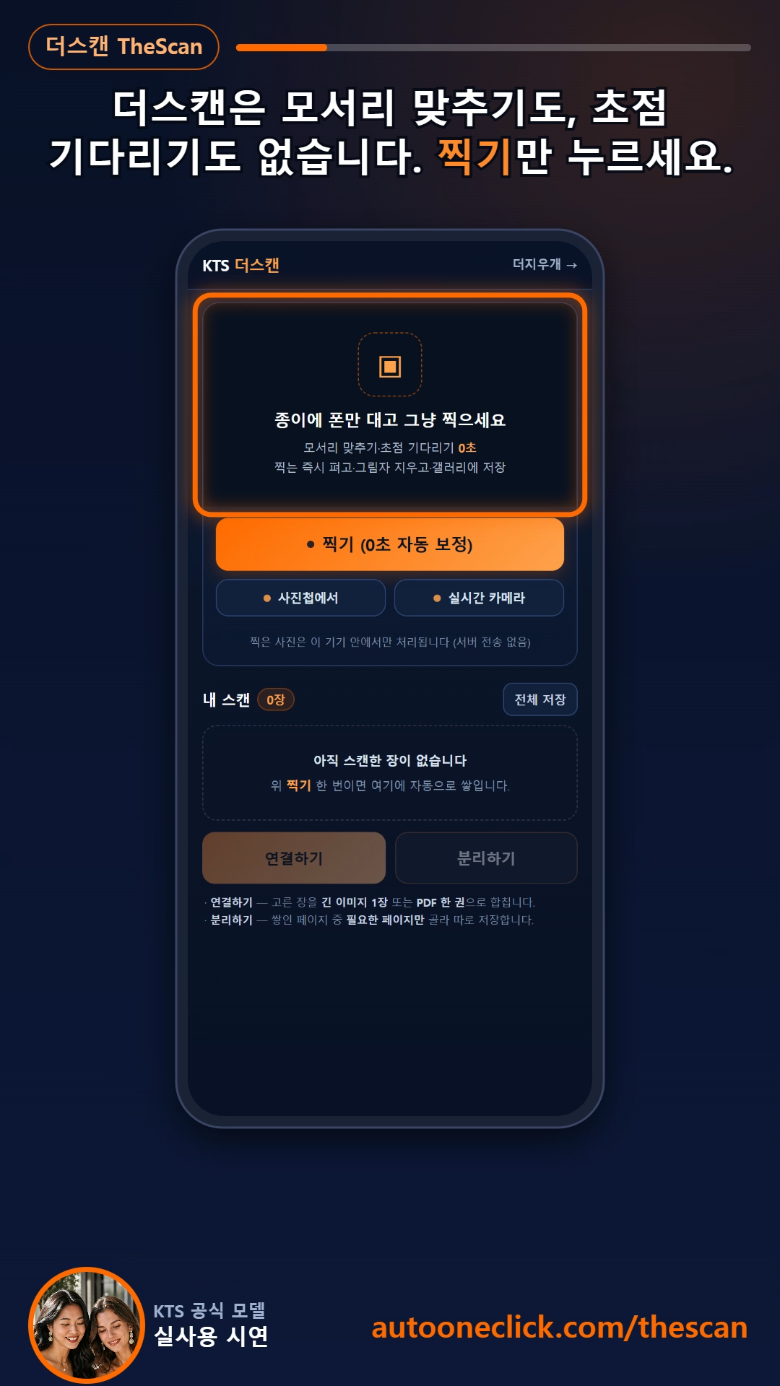 더스캔 TheScan
더스캔은 모서리 맞추기도, 초점
기다리기도 없습니다. 찍기만 누르세요.
KTS 더스캔
더지우개 →
종이에 폰만 대고 그냥 찍으세요
모서리 맞추기·초점 기다리기 0초
찍는 즉시 펴고·그림자 지우고·갤러리에 저장
● 찍기 (0초 자동 보정)
● 사진첩에서
● 실시간 카메라
찍은 사진은 이 기기 안에서만 처리됩니다 (서버 전송 없음)
내 스캔 0장
전체 저장
아직 스캔한 장이 없습니다
위 찍기 한 번이면 여기에 자동으로 쌓입니다.
연결하기
분리하기
· 연결하기 — 고른 장을 긴 이미지 1장 또는 PDF 한 권으로 합칩니다.
· 분리하기 — 쌓인 페이지 중 필요한 페이지만 골라 따로 저장합니다.
KTS 공식 모델
실사용 시연
autooneclick.com/thescan